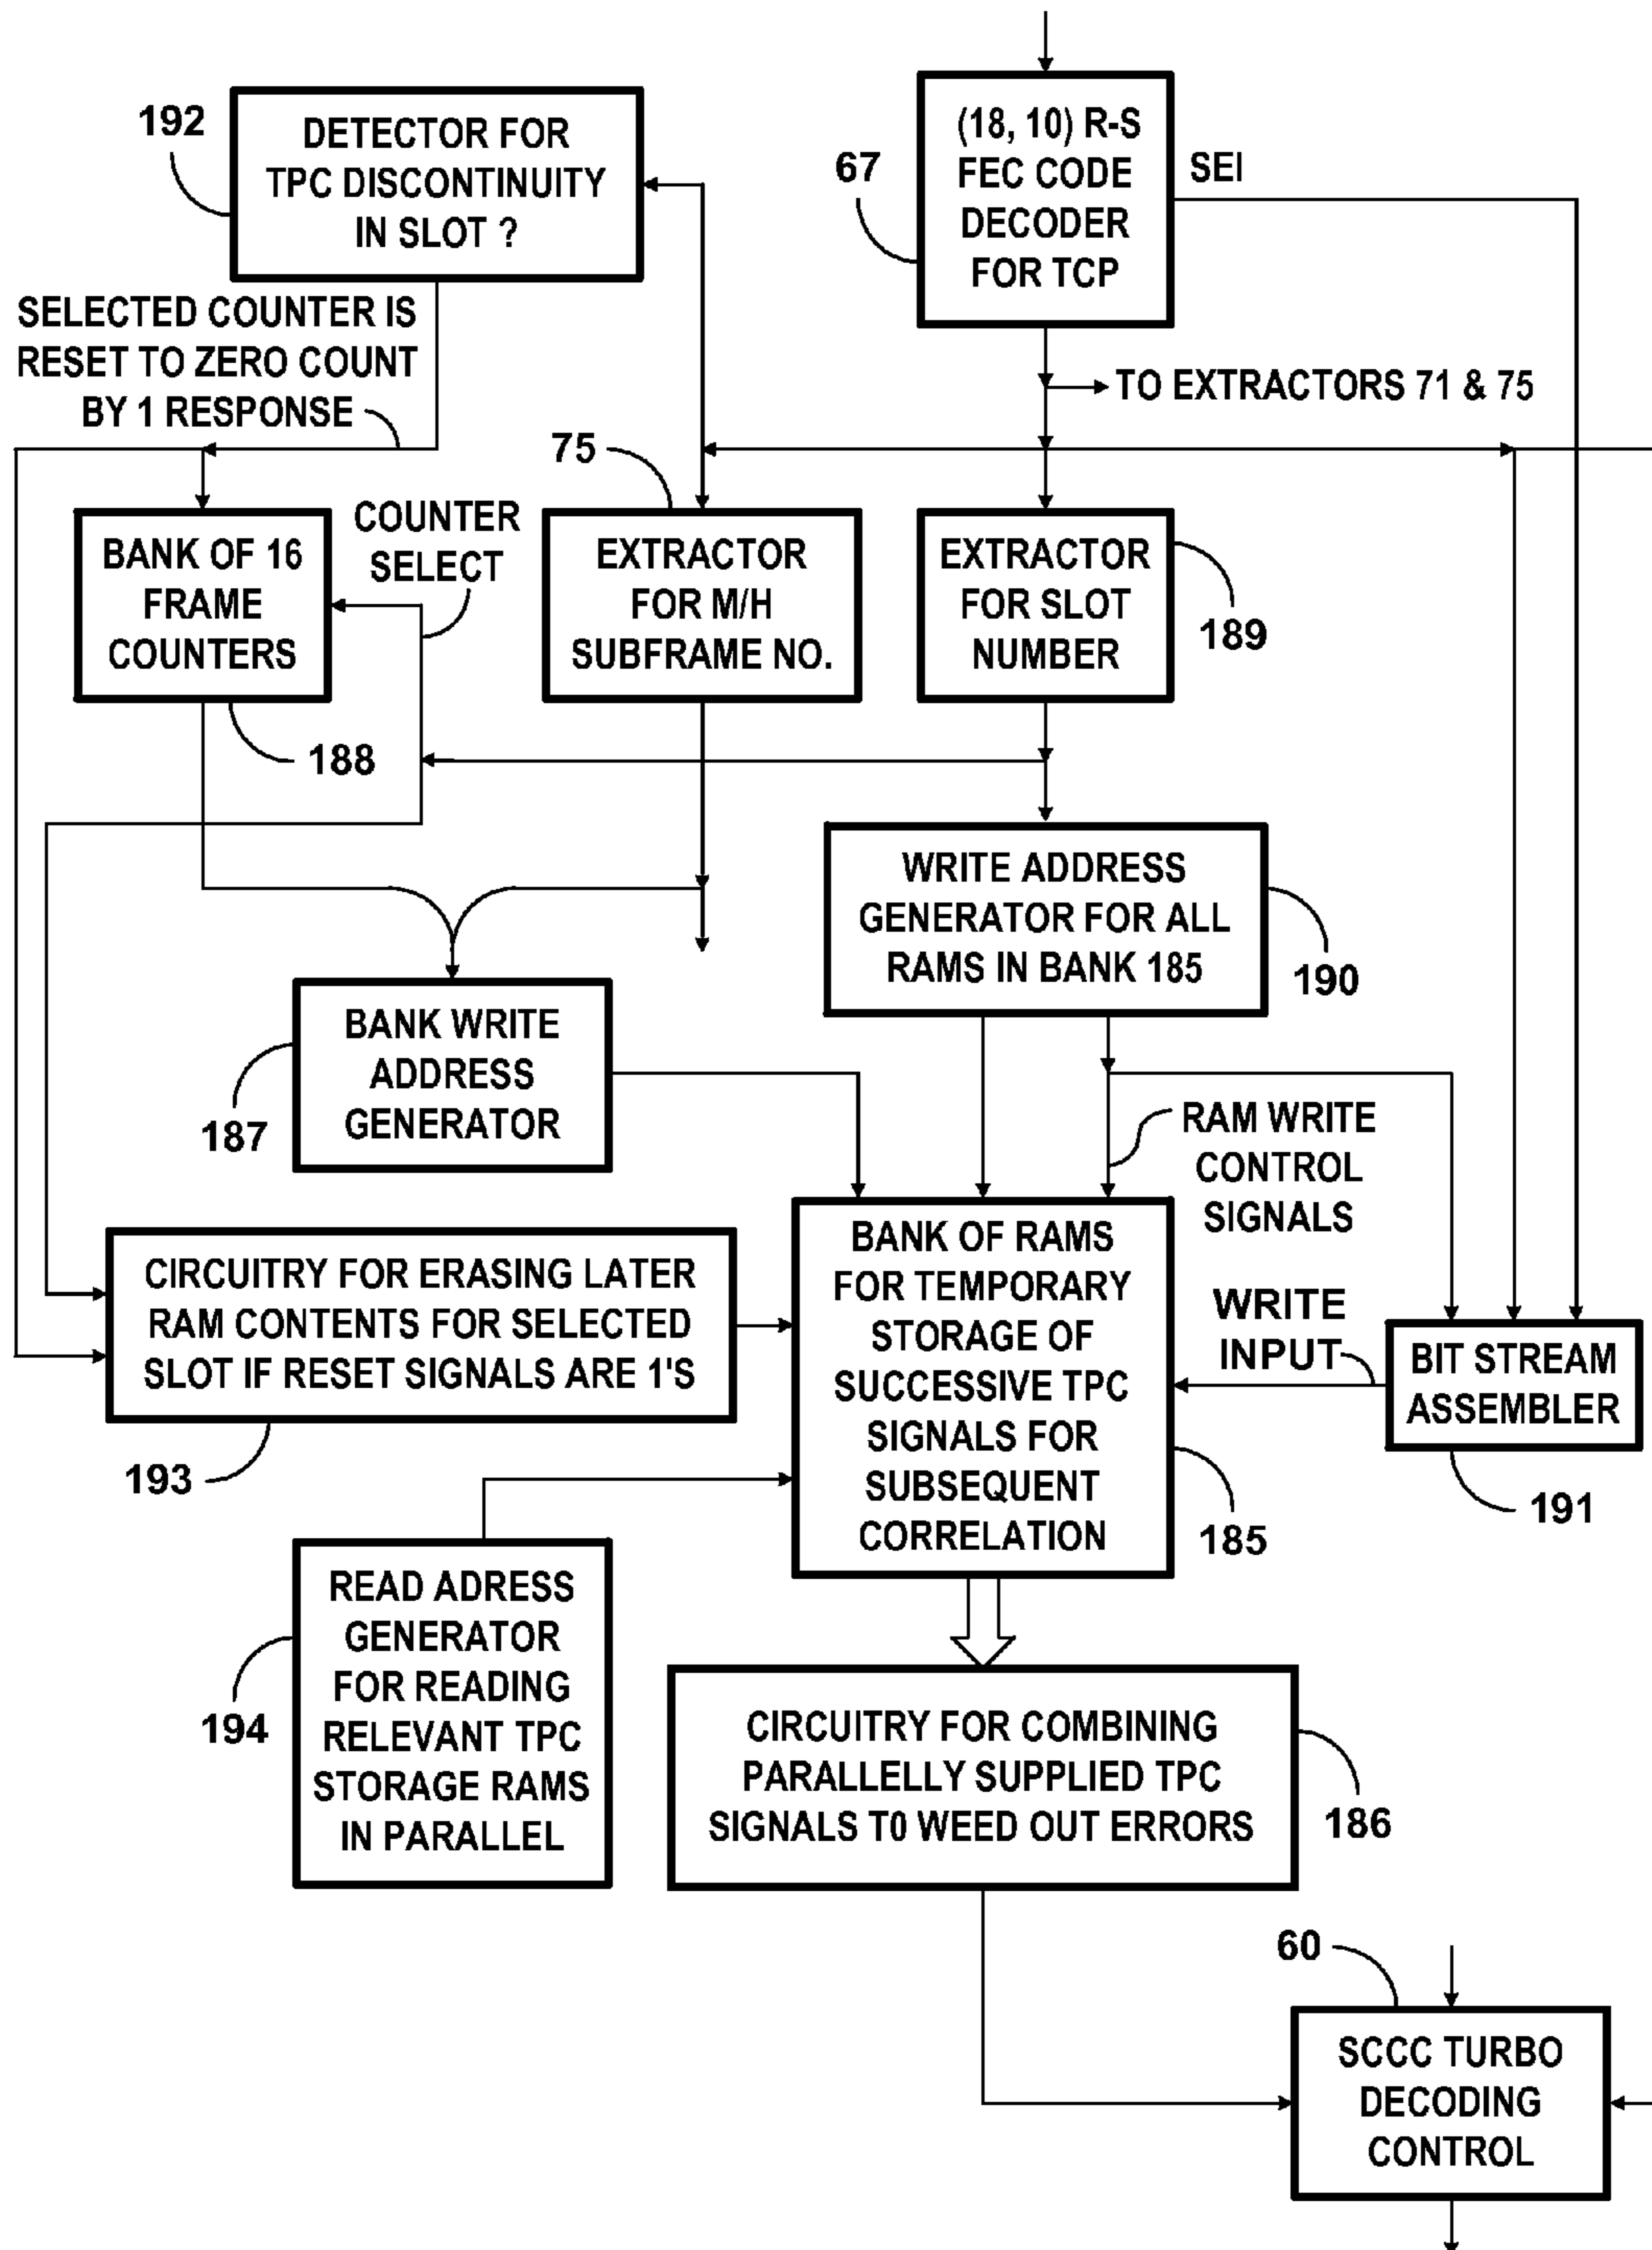 192
DETECTOR FOR
TPC DISCONTINUITY
IN SLOT ?
67
(18, 10) R-S
FEC CODE
DECODER
FOR TCP
SEI
SELECTED COUNTER IS
RESET TO ZERO COUNT
BY 1 RESPONSE
TO EXTRACTORS 71 & 75
75
BANK OF 16
FRAME
COUNTERS
188
COUNTER
SELECT
EXTRACTOR
FOR M/H
SUBFRAME NO.
EXTRACTOR
FOR SLOT
NUMBER
189
WRITE ADDRESS
GENERATOR FOR ALL
RAMS IN BANK 185
190
BANK WRITE
ADDRESS
GENERATOR
187
RAM WRITE
CONTROL
SIGNALS
CIRCUITRY FOR ERASING LATER
RAM CONTENTS FOR SELECTED
SLOT IF RESET SIGNALS ARE 1'S
193
BANK OF RAMS
FOR TEMPORARY
STORAGE OF
SUCCESSIVE TPC
SIGNALS FOR
SUBSEQUENT
CORRELATION
185
WRITE
INPUT
BIT STREAM
ASSEMBLER
191
READ ADRESS
GENERATOR
FOR READING
RELEVANT TPC
STORAGE RAMS
IN PARALLEL
194
CIRCUITRY FOR COMBINING
PARALLELLY SUPPLIED TPC
SIGNALS T0 WEED OUT ERRORS
186
60
SCCC TURBO
DECODING
CONTROL